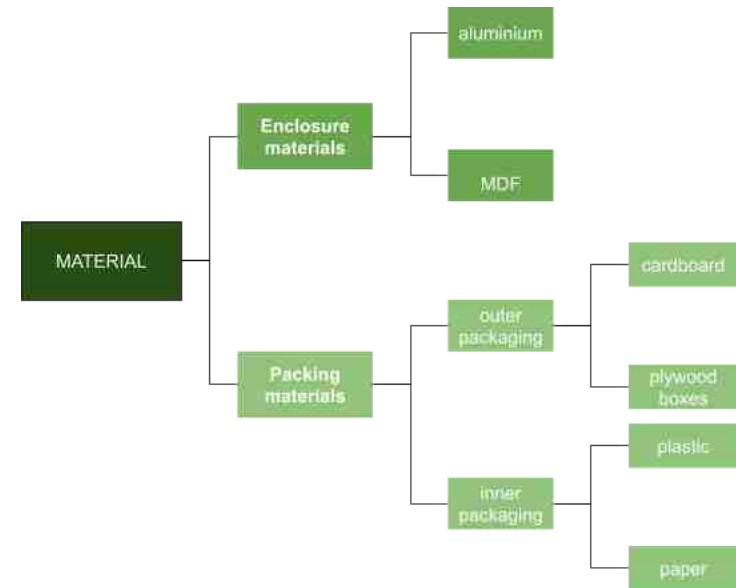 aluminium
Enclosure
materials
MDF
MATERIAL
cardboard
outer
packaging
Packing
materials
plywood
boxes
plastic
inner
packaging
paper